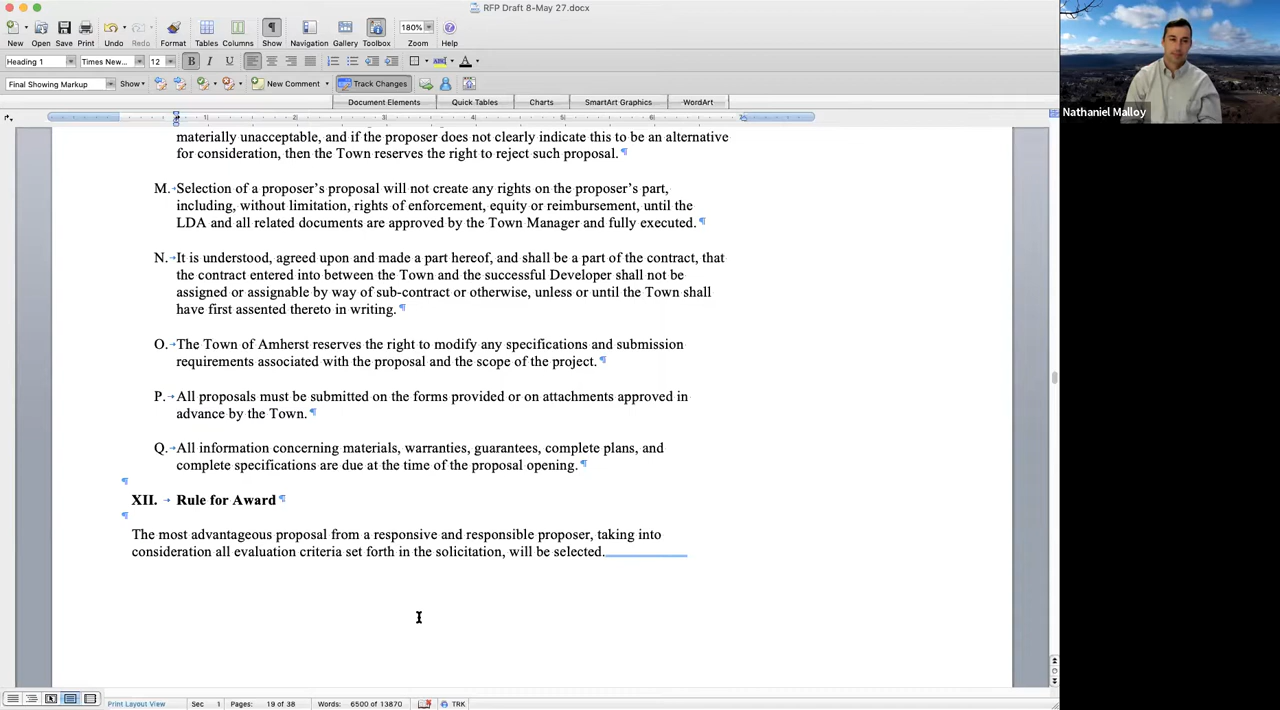 RFP Draft 8-May 27.docx
New Open Save Print Undo Redo Format Tables Columns Show Navigation Gallery Toolbox 180% Zoom Help
Heading 1 Times New... 12 B I U
Final Showing Markup Show New Comment Track Changes
Document Elements Quick Tables Charts SmartArt Graphics WordArt
materially unacceptable, and if the proposer does not clearly indicate this to be an alternative
for consideration, then the Town reserves the right to reject such proposal. ¶
M. Selection of a proposer's proposal will not create any rights on the proposer's part,
including, without limitation, rights of enforcement, equity or reimbursement, until the
LDA and all related documents are approved by the Town Manager and fully executed. ¶
N. It is understood, agreed upon and made a part hereof, and shall be a part of the contract, that
the contract entered into between the Town and the successful Developer shall not be
assigned or assignable by way of sub-contract or otherwise, unless or until the Town shall
have first assented thereto in writing. ¶
O. The Town of Amherst reserves the right to modify any specifications and submission
requirements associated with the proposal and the scope of the project. ¶
P. All proposals must be submitted on the forms provided or on attachments approved in
advance by the Town. ¶
Q. All information concerning materials, warranties, guarantees, complete plans, and
complete specifications are due at the time of the proposal opening. ¶
¶
XII. Rule for Award ¶
¶
The most advantageous proposal from a responsive and responsible proposer, taking into
consideration all evaluation criteria set forth in the solicitation, will be selected.
Print Layout View Sec 1 Pages: 19 of 38 Words: 6500 of 13870 TRK
Nathaniel Malloy